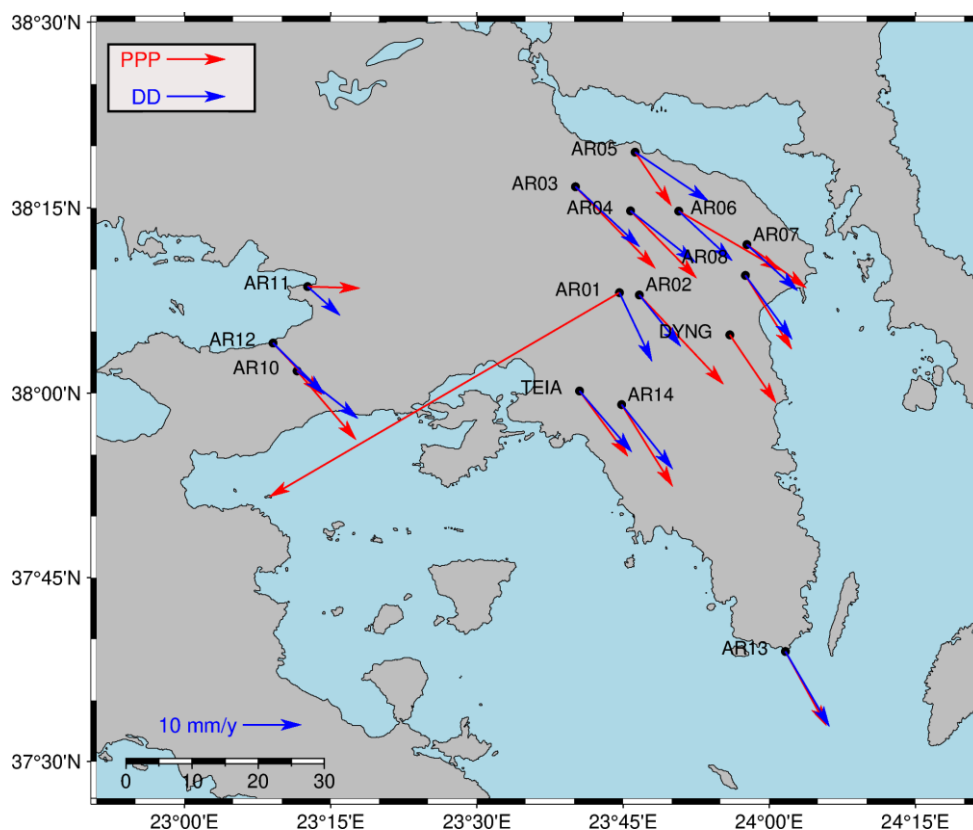 38°30'N
PPP
DD
AR05
AR03
38°15'N
AR04
AR06
AR07
AR08
AR11
AR01
AR02
AR12
DYNG
AR10
38°00'N
TEIA
AR14
37°45'N
AR13
10 mm/y
37°30'N
0 10 20 30
23°00'E 23°15'E 23°30'E 23°45'E 24°00'E 24°15'E